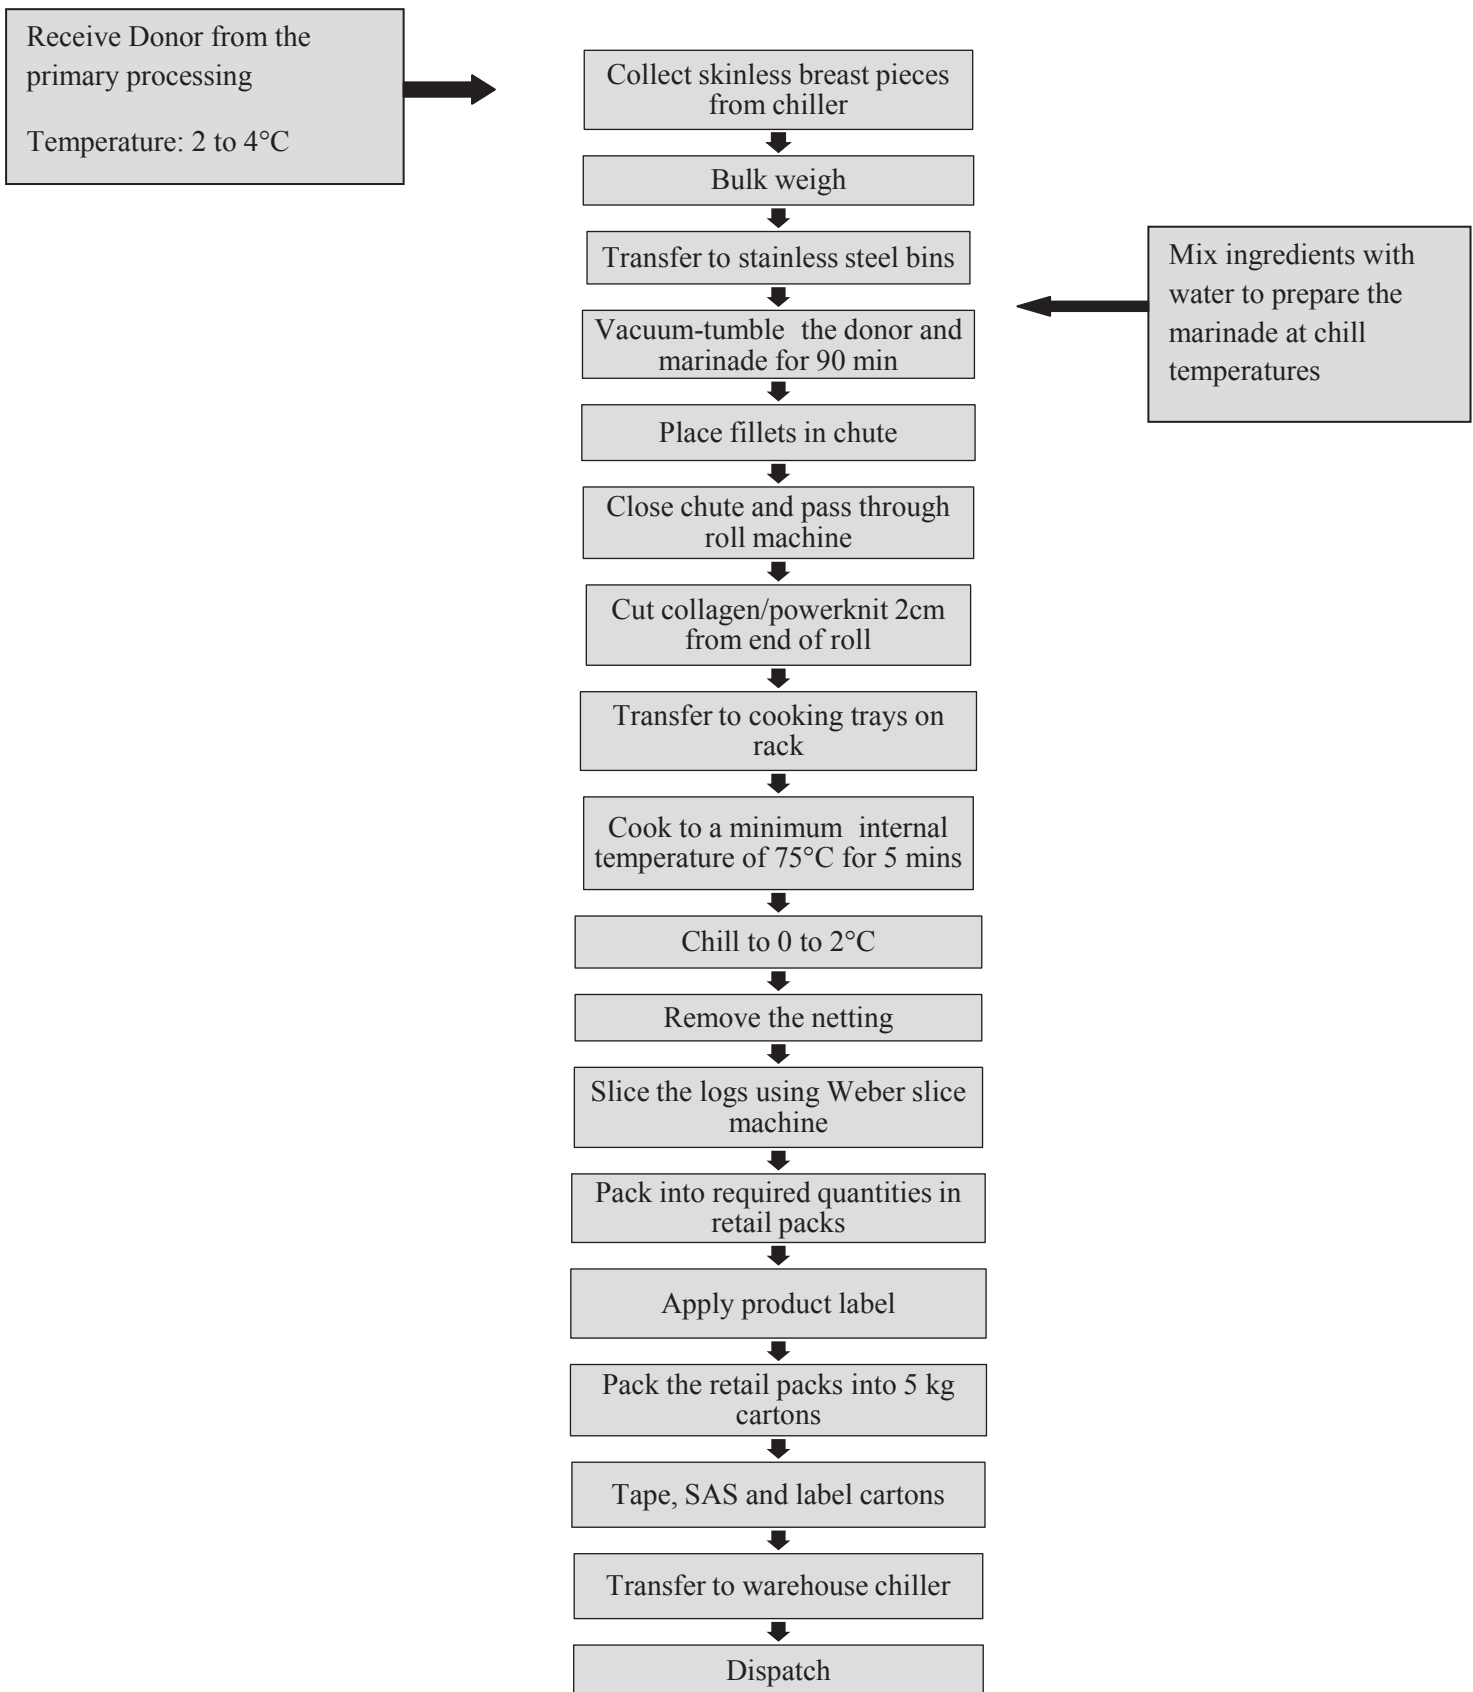 Receive Donor from the
primary processing
Temperature: 2 to 4°C
Collect skinless breast pieces
from chiller
Bulk weigh
Transfer to stainless steel bins
Mix ingredients with
water to prepare the
marinade at chill
temperatures
Vacuum-tumble the donor and
marinade for 90 min
Place fillets in chute
Close chute and pass through
roll machine
Cut collagen/powerknit 2cm
from end of roll
Transfer to cooking trays on
rack
Cook to a minimum internal
temperature of 75°C for 5 mins
Chill to 0 to 2°C
Remove the netting
Slice the logs using Weber slice
machine
Pack into required quantities in
retail packs
Apply product label
Pack the retail packs into 5 kg
cartons
Tape, SAS and label cartons
Transfer to warehouse chiller
Dispatch